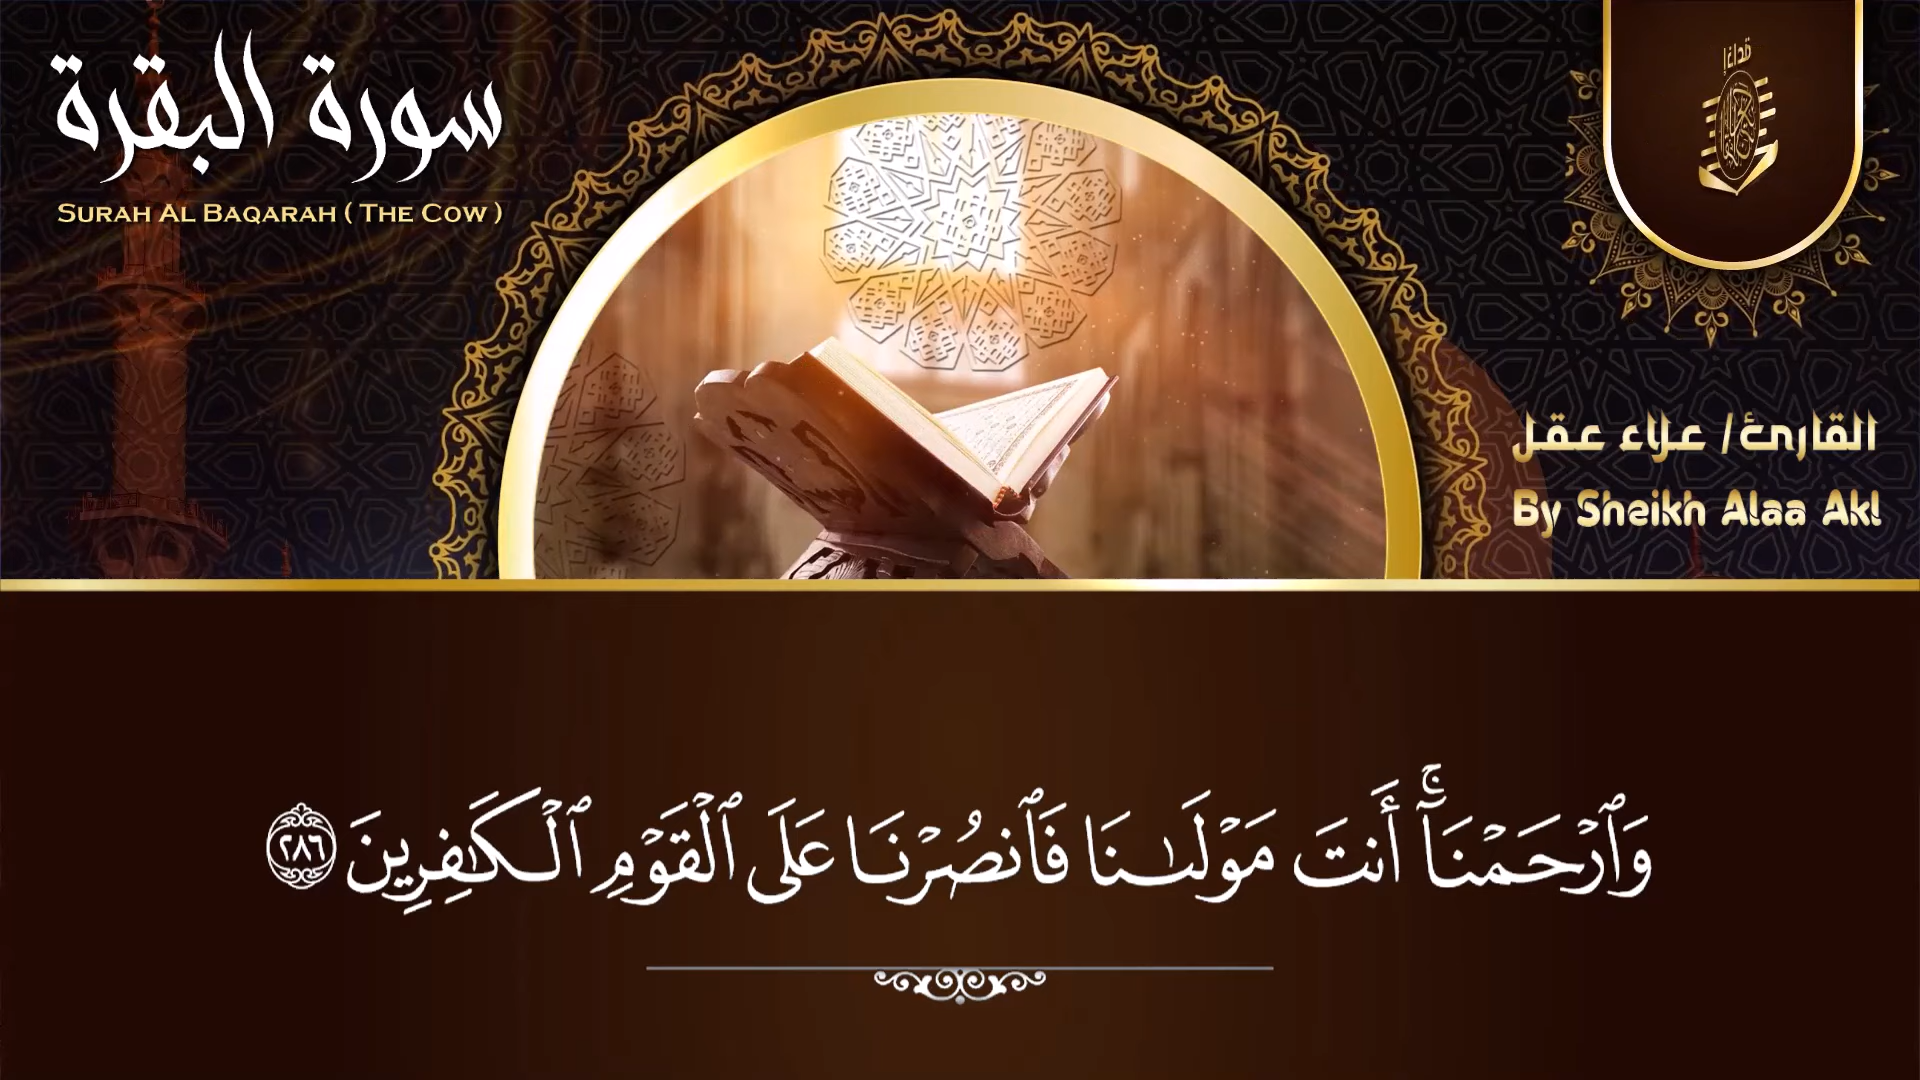 سورة البقرة
SURAH AL BAQARAH ( THE COW )
القارئ/ علاء عقل
By Sheikh Alaa Akl
وَٱرْحَمْنَآۚ أَنتَ مَوْلَىٰنَا فَٱنصُرْنَا عَلَى ٱلْقَوْمِ ٱلْكَـٰفِرِينَ ٢٨٦